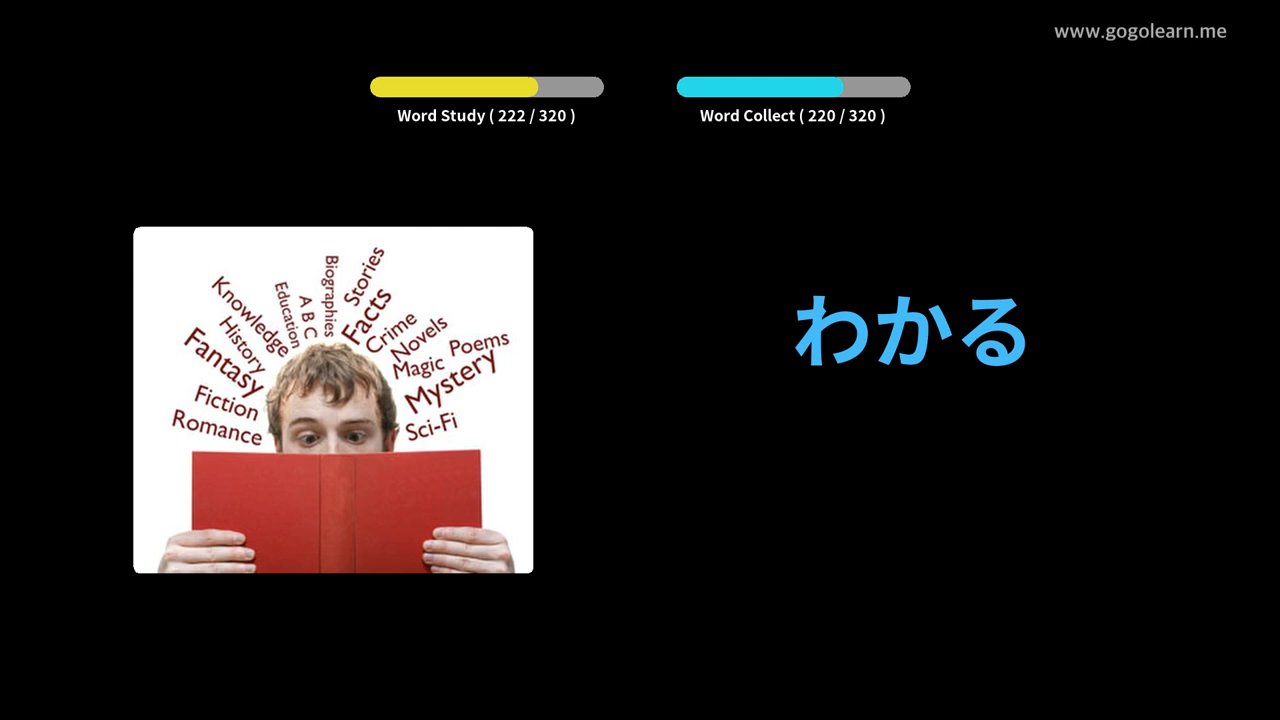 www.gogolearn.me
Word Study ( 222 / 320 )
Word Collect ( 220 / 320 )
わかる
Romance
Fiction
Fantasy
History
Knowledge
Education
A B C
Biographies
Stories
Facts
Crime
Novels
Magic
Poems
Mystery
Sci-Fi